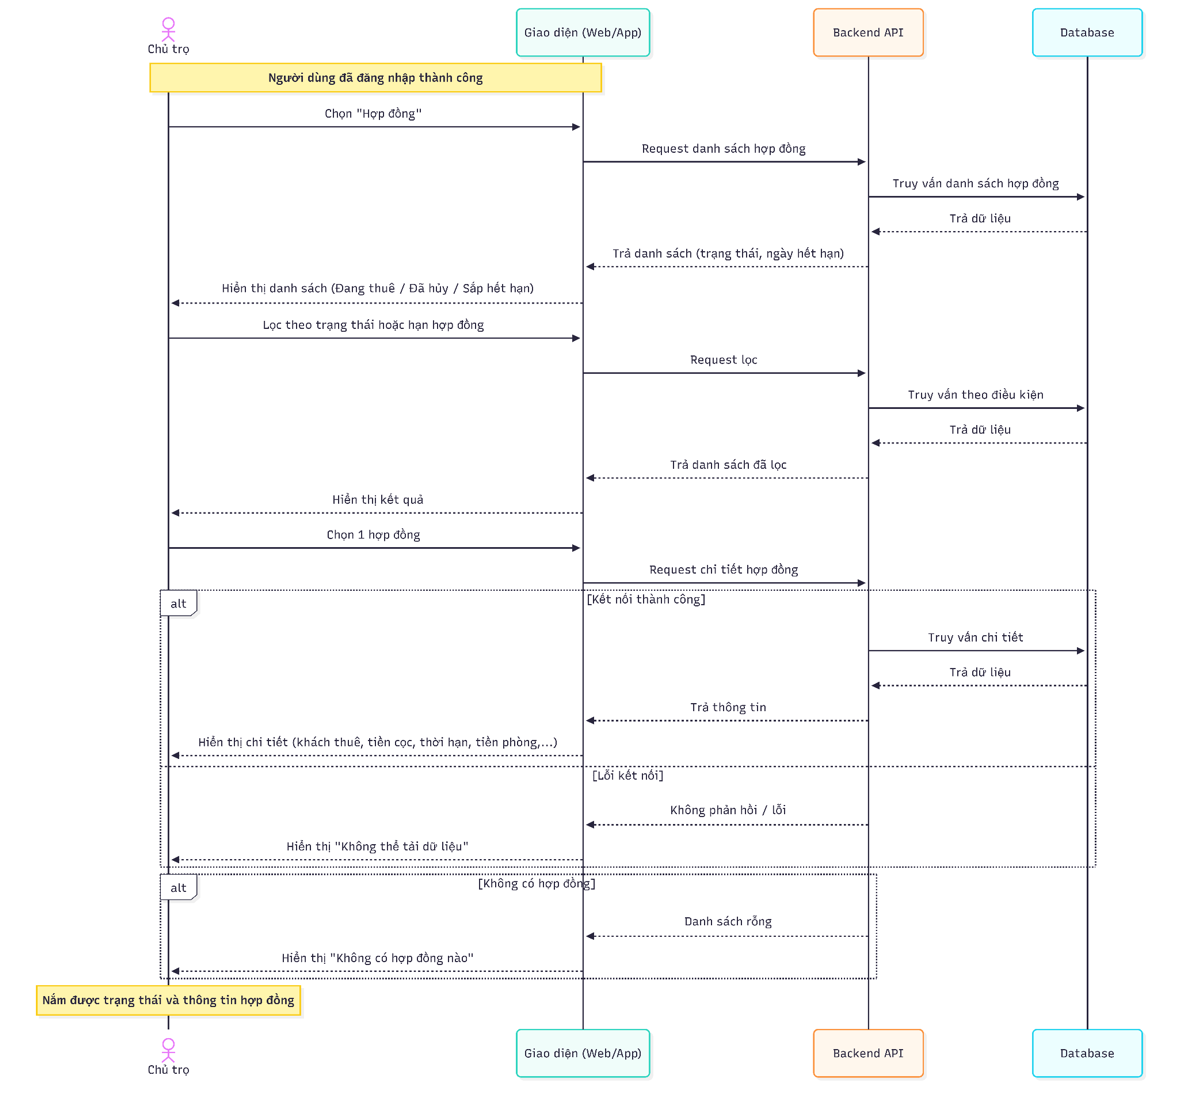 Chủ trọ
Giao diện (Web/App)
Backend API
Database
Người dùng đã đăng nhập thành công
Chọn "Hợp đồng"
Request danh sách hợp đồng
Truy vấn danh sách hợp đồng
Trả dữ liệu
Trả danh sách (trạng thái, ngày hết hạn)
Hiển thị danh sách (Đang thuê / Đã hủy / Sắp hết hạn)
Lọc theo trạng thái hoặc hạn hợp đồng
Request lọc
Truy vấn theo điều kiện
Trả dữ liệu
Trả danh sách đã lọc
Hiển thị kết quả
Chọn 1 hợp đồng
Request chi tiết hợp đồng
alt
[Kết nối thành công]
Truy vấn chi tiết
Trả dữ liệu
Trả thông tin
Hiển thị chi tiết (khách thuê, tiền cọc, thời hạn, tiền phòng,...)
[Lỗi kết nối]
Không phản hồi / lỗi
Hiển thị "Không thể tải dữ liệu"
alt
[Không có hợp đồng]
Danh sách rỗng
Hiển thị "Không có hợp đồng nào"
Nắm được trạng thái và thông tin hợp đồng
Chủ trọ
Giao diện (Web/App)
Backend API
Database